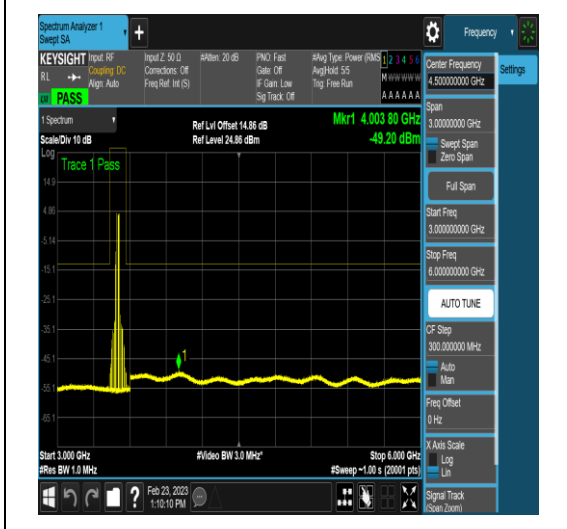 Spectrum Analyzer 1
Swept SA
Frequency
KEYSIGHT
RL
PASS
Input: RF
Coupling: DC
Align: Auto
Input Z: 50 Ω
Corrections: Off
Freq Ref: Int (S)
#Atten: 20 dB
PNO: Fast
Gate: Off
IF Gain: Low
Sig Track: Off
#Avg Type: Power (RMS)
Avg|Hold: 5/5
Trig: Free Run
1 2 3 4 5 6
M W W W W W
A A A A A A
1 Spectrum
Scale/Div 10 dB
Ref Lvl Offset 14.86 dB
Ref Level 24.86 dBm
Mkr1 4.003 80 GHz
-49.20 dBm
Log
Trace 1 Pass
14.9
4.86
-5.14
-15.1
-25.1
-35.1
-45.1
-55.1
-65.1
1
Start 3.000 GHz
#Res BW 1.0 MHz
#Video BW 3.0 MHz*
Stop 6.000 GHz
#Sweep ~1.00 s (20001 pts)
?
Feb 23, 2023
1:10:10 PM
Center Frequency
4.500000000 GHz
Settings
Span
3.00000000 GHz
Swept Span
Zero Span
Full Span
Start Freq
3.000000000 GHz
Stop Freq
6.000000000 GHz
AUTO TUNE
CF Step
300.000000 MHz
Auto
Man
Freq Offset
0 Hz
X Axis Scale
Log
Lin
Signal Track
(Span Zoom)